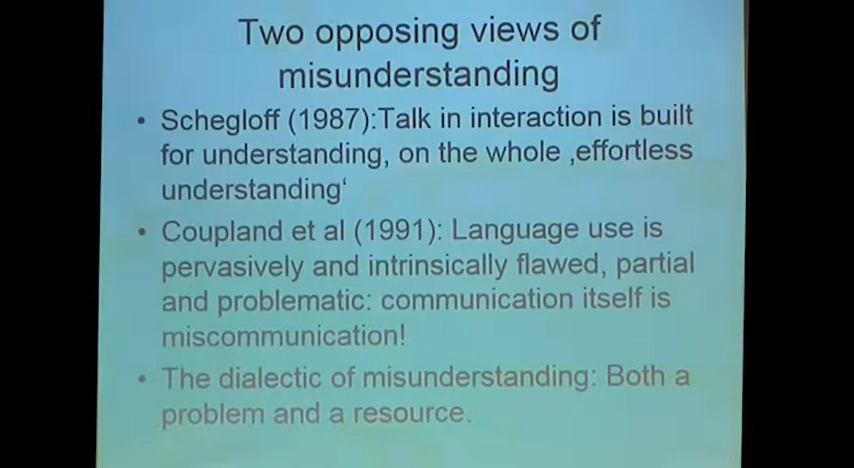 Two opposing views of
misunderstanding
• Schegloff (1987):Talk in interaction is built
for understanding, on the whole ‚effortless
understanding‘
• Coupland et al (1991): Language use is
pervasively and intrinsically flawed, partial
and problematic: communication itself is
miscommunication!
• The dialectic of misunderstanding: Both a
problem and a resource.